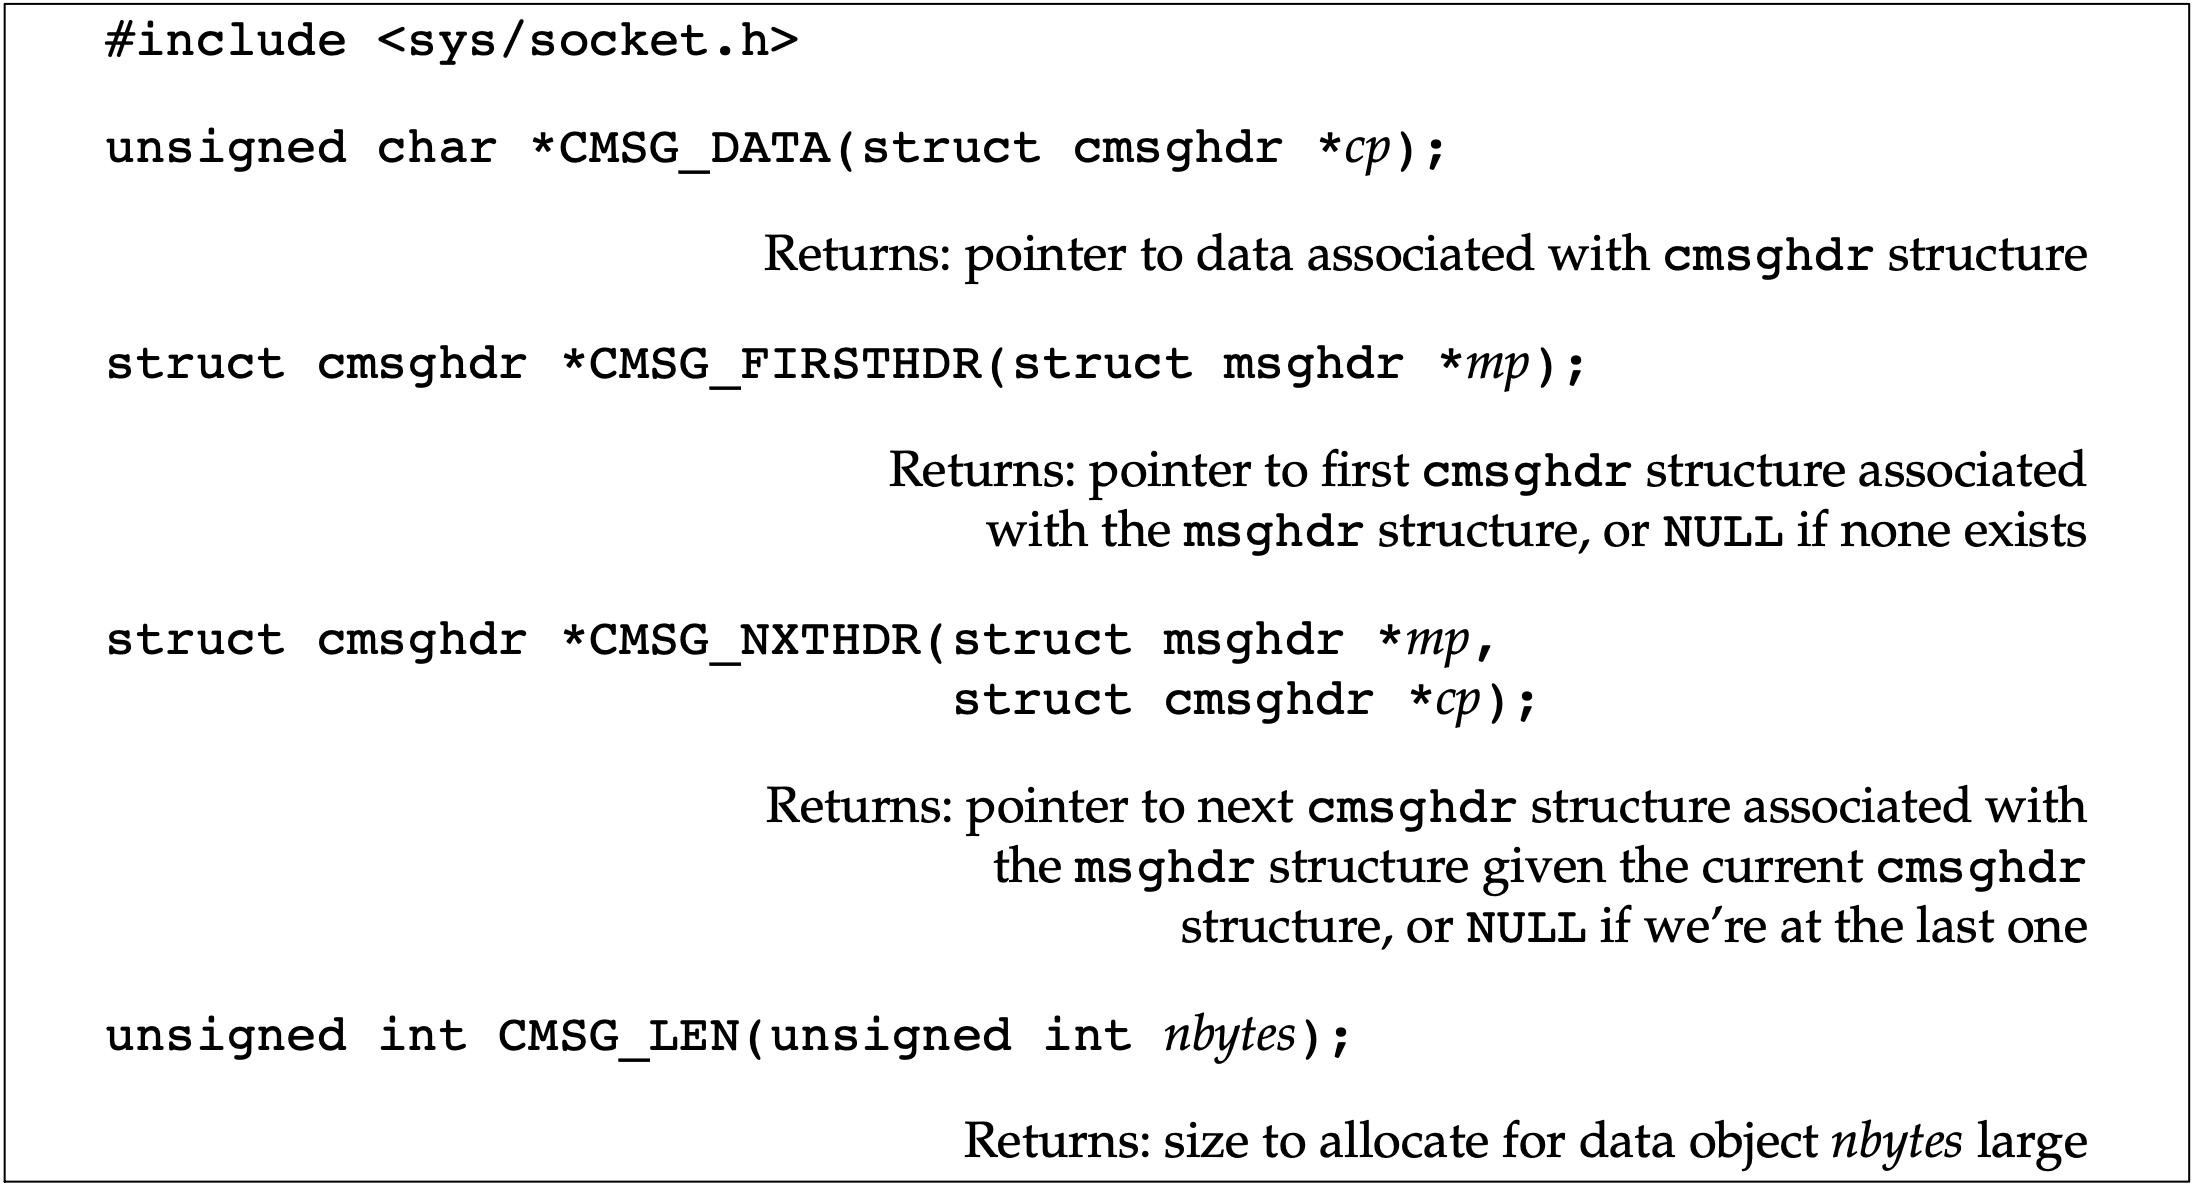 #include <sys/socket.h>
unsigned char *CMSG_DATA(struct cmsghdr *cp);
Returns: pointer to data associated with cmsghdr structure
struct cmsghdr *CMSG_FIRSTHDR(struct msghdr *mp);
Returns: pointer to first cmsghdr structure associated
with the msghdr structure, or NULL if none exists
struct cmsghdr *CMSG_NXTHDR(struct msghdr *mp,
struct cmsghdr *cp);
Returns: pointer to next cmsghdr structure associated with
the msghdr structure given the current cmsghdr
structure, or NULL if we’re at the last one
unsigned int CMSG_LEN(unsigned int nbytes);
Returns: size to allocate for data object nbytes large